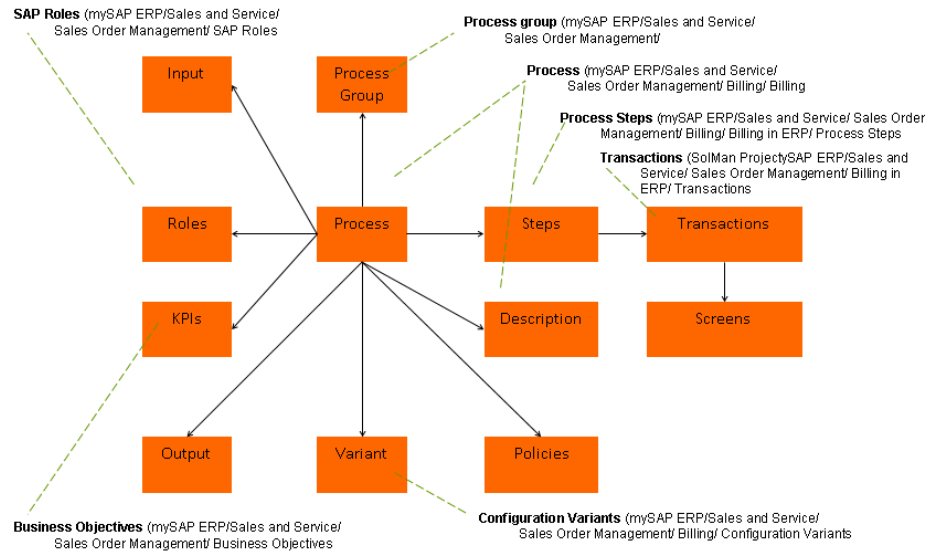 SAP Roles (mySAP ERP/Sales and Service/
Sales Order Management/ SAP Roles
Process group (mySAP ERP/Sales and Service/
Sales Order Management/
Input
Process
Group
Process (mySAP ERP/Sales and Service/
Sales Order Management/ Billing/ Billing
Process Steps (mySAP ERP/Sales and Service/ Sales Order
Management/ Billing/ Billing in ERP/ Process Steps
Transactions (SolMan ProjectySAP ERP/Sales and
Service/ Sales Order Management/ Billing in
ERP/ Transactions
Roles
Process
Steps
Transactions
KPIs
Description
Screens
Output
Variant
Policies
Business Objectives (mySAP ERP/Sales and Service/
Sales Order Management/ Business Objectives
Configuration Variants (mySAP ERP/Sales and Service/
Sales Order Management/ Billing/ Configuration Variants